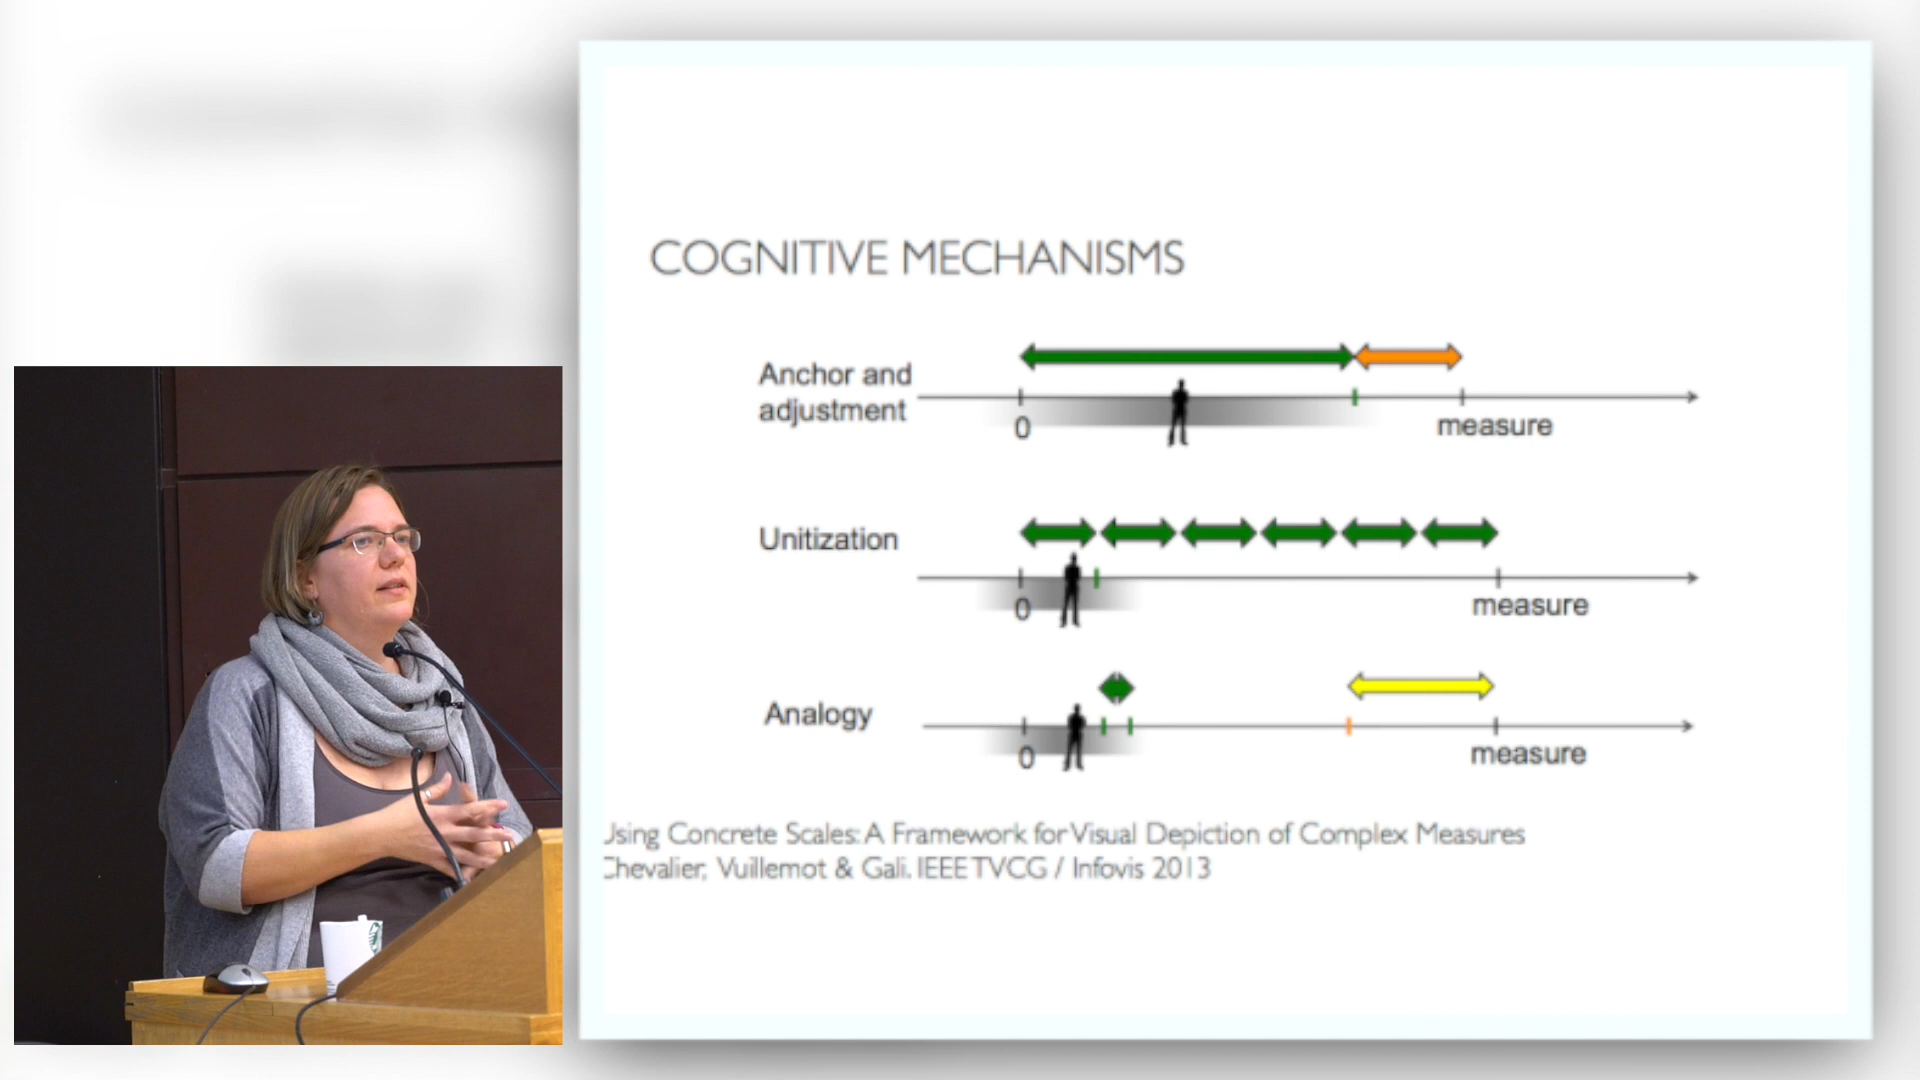 COGNITIVE MECHANISMS
Anchor and
adjustment
0
measure
Unitization
0
measure
Analogy
0
measure
Using Concrete Scales: A Framework for Visual Depiction of Complex Measures
Chevalier, Vuillemot & Gali. IEEE TVCG / Infovis 2013